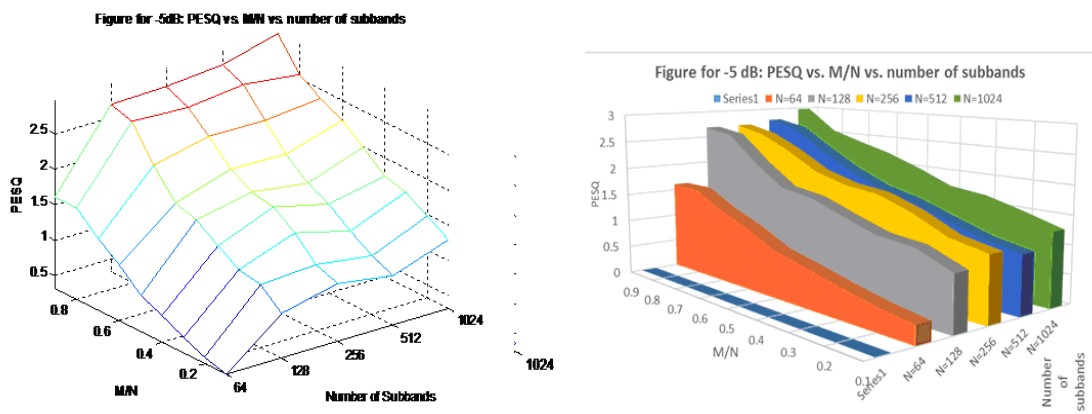 Figure for -5dB: PESQ vs. M/N vs. number of subbands
2.5
2
1.5
1
0.5
PESQ
0.8
0.6
0.4
0.2
M/N
64
128
256
512
1024
Number of Subbands
1024
Figure for -5 dB: PESQ vs. M/N vs. number of subbands
Series1 N=64 N=128 N=256 N=512 N=1024
3
2.5
2
1.5
1
0.5
0
PESQ
0.9
0.8
0.7
0.6
0.5
0.4
0.3
0.2
0.1
M/N
Series1
N=64
N=128
N=256
N=512
N=1024
Number
of
subbands